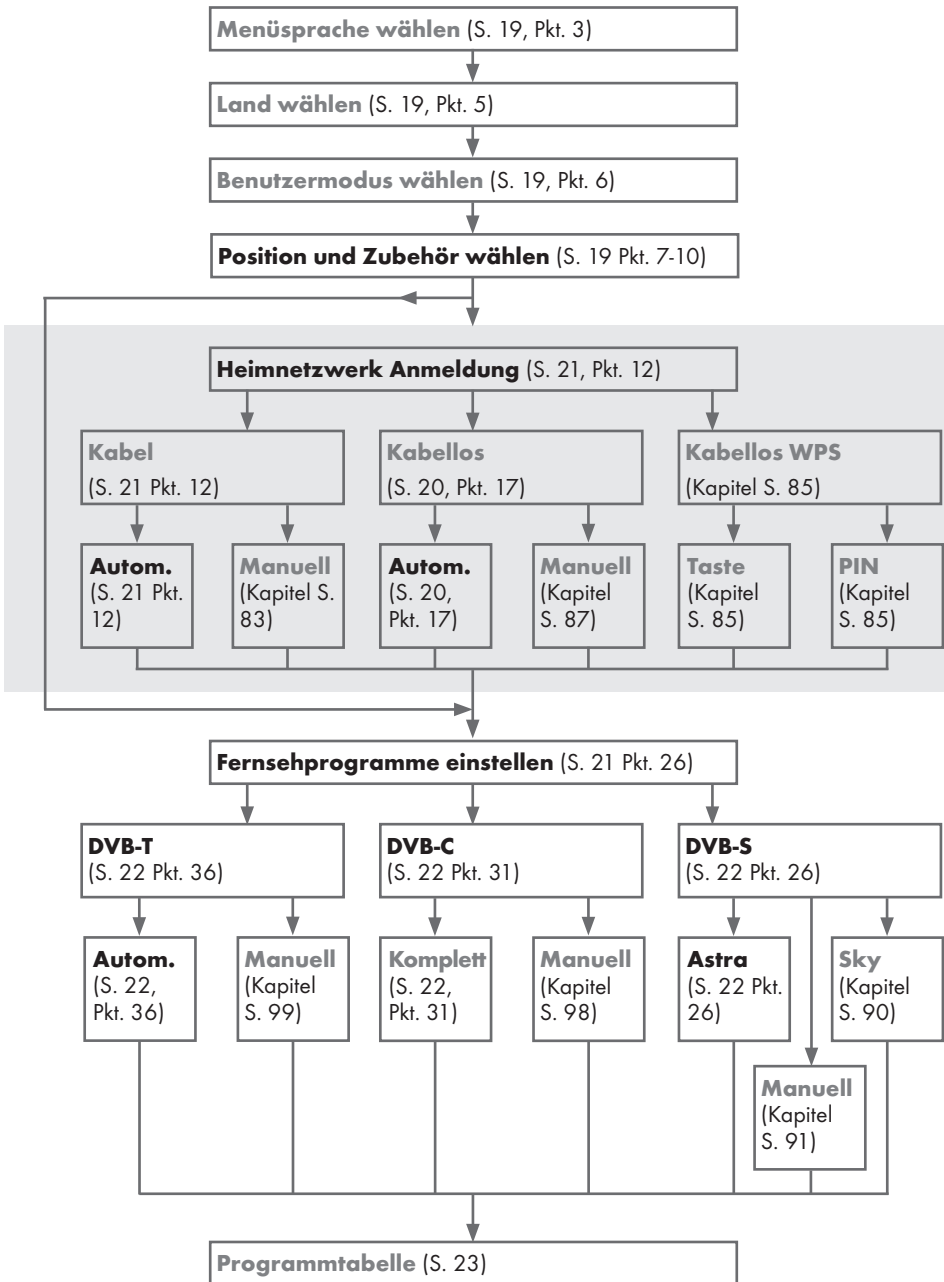 Menüsprache wählen (S. 19, Pkt. 3)
Land wählen (S. 19, Pkt. 5)
Benutzermodus wählen (S. 19, Pkt. 6)
Position und Zubehör wählen (S. 19 Pkt. 7-10)
Heimnetzwerk Anmeldung (S. 21, Pkt. 12)
Kabel
(S. 21 Pkt. 12)
Kabellos
(S. 20, Pkt. 17)
Kabellos WPS
(Kapitel S. 85)
Autom.
(S. 21 Pkt.
12)
Manuell
(Kapitel S.
83)
Autom.
(S. 20,
Pkt. 17)
Manuell
(Kapitel
S. 87)
Taste
(Kapitel
S. 85)
PIN
(Kapitel
S. 85)
Fernsehprogramme einstellen (S. 21 Pkt. 26)
DVB-T
(S. 22 Pkt. 36)
DVB-C
(S. 22 Pkt. 31)
DVB-S
(S. 22 Pkt. 26)
Autom.
(S. 22,
Pkt. 36)
Manuell
(Kapitel
S. 99)
Komplett
(S. 22,
Pkt. 31)
Manuell
(Kapitel
S. 98)
Astra
(S. 22 Pkt.
26)
Sky
(Kapitel
S. 90)
Manuell
(Kapitel
S. 91)
Programmtabelle (S. 23)